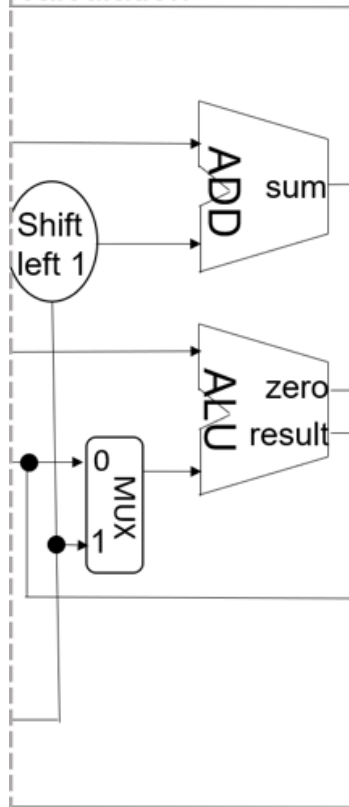 ADD
sum
Shift
left 1
ALU
zero
result
0
MUX
1